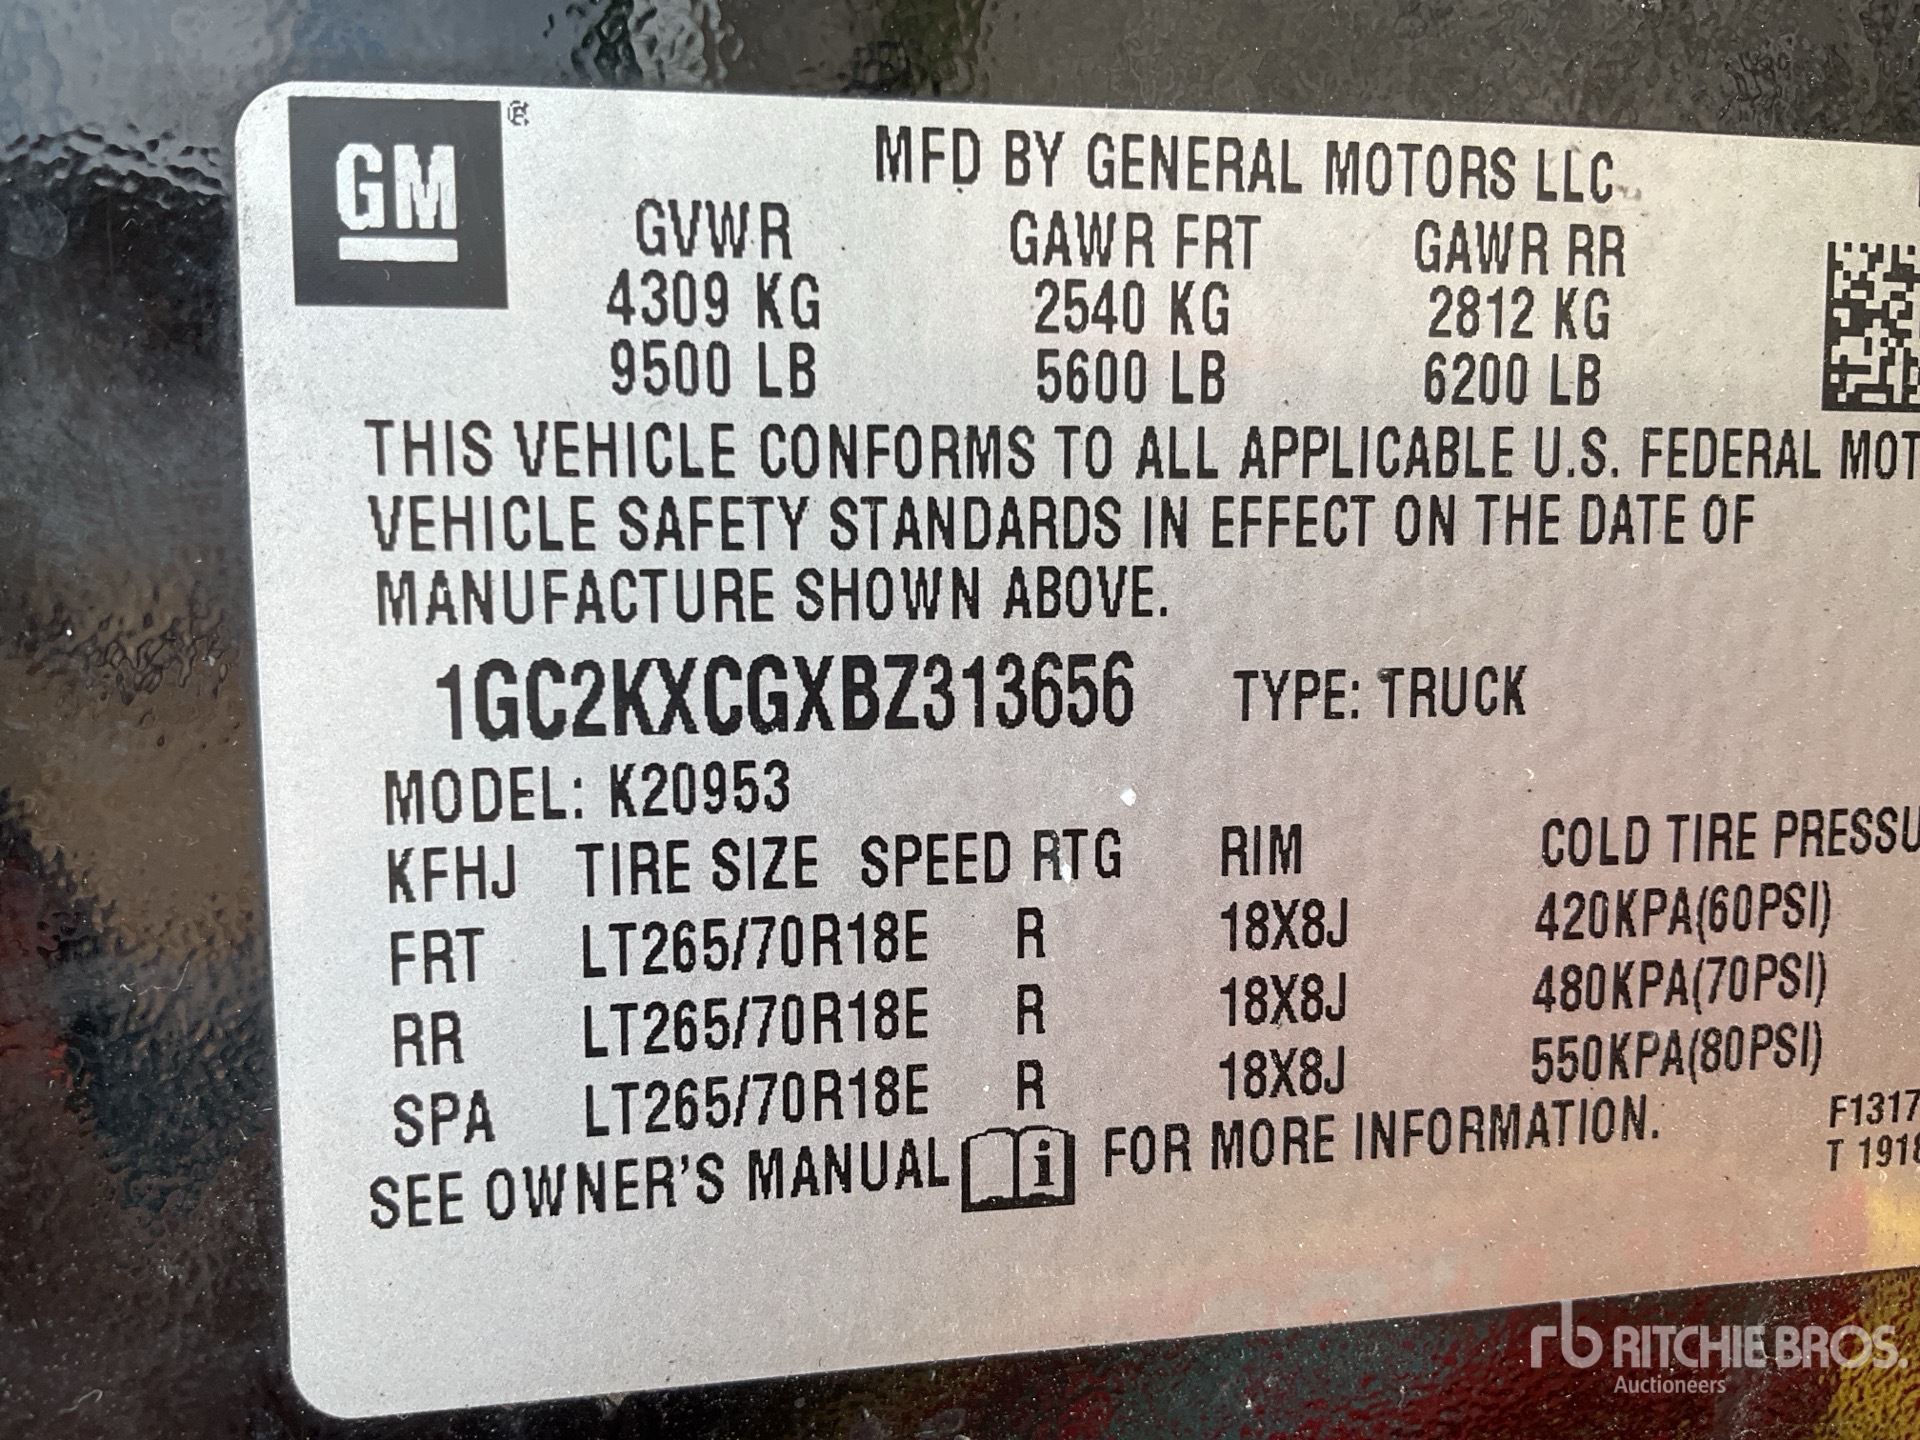 GM ®
MFD BY GENERAL MOTORS LLC
GVWR GAWR FRT GAWR RR
4309 KG 2540 KG 2812 KG
9500 LB 5600 LB 6200 LB
THIS VEHICLE CONFORMS TO ALL APPLICABLE U.S. FEDERAL MOT
VEHICLE SAFETY STANDARDS IN EFFECT ON THE DATE OF
MANUFACTURE SHOWN ABOVE.
1GC2KXCGXBZ313656 TYPE: TRUCK
MODEL: K20953
KFHJ TIRE SIZE SPEED RTG RIM COLD TIRE PRESSU
FRT LT265/70R18E R 18X8J 420KPA(60PSI)
RR LT265/70R18E R 18X8J 480KPA(70PSI)
SPA LT265/70R18E R 18X8J 550KPA(80PSI)
SEE OWNER'S MANUAL i FOR MORE INFORMATION.
F1317
T 1918
rb RITCHIE BROS.
Auctioneers